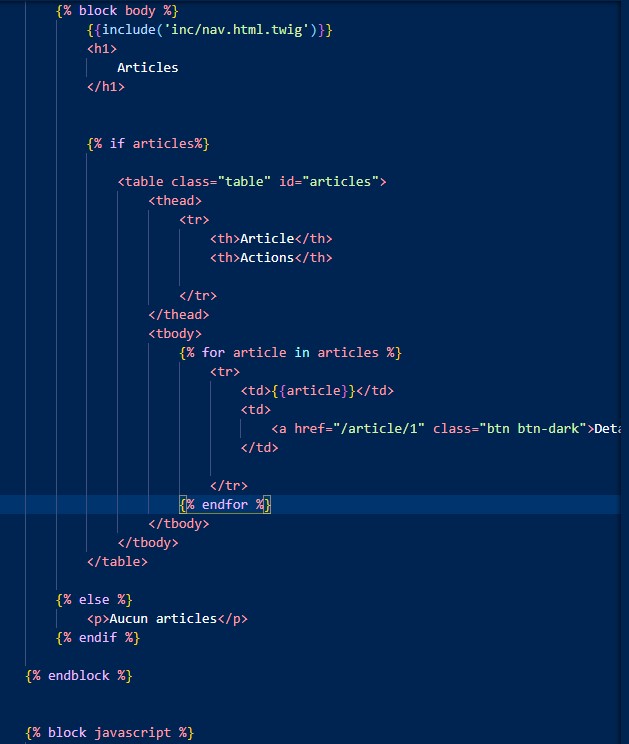 {% block body %}
{{include('inc/nav.html.twig')}}
<h1>
Articles
</h1>
{% if articles%}
<table class="table" id="articles">
<thead>
<tr>
<th>Article</th>
<th>Actions</th>
</tr>
</thead>
<tbody>
{% for article in articles %}
<tr>
<td>{{article}}</td>
<td>
<a href="/article/1" class="btn btn-dark">Deta
</td>
</tr>
{% endfor %}
</tbody>
</tbody>
</table>
{% else %}
<p>Aucun articles</p>
{% endif %}
{% endblock %}
{% block javascript %}